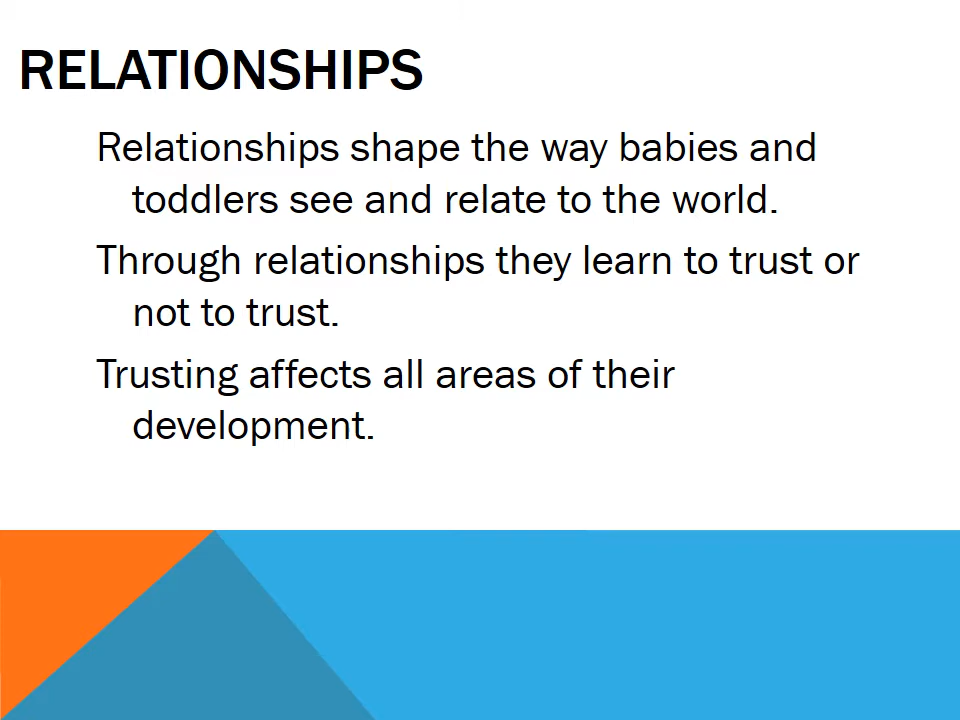 RELATIONSHIPS
Relationships shape the way babies and
toddlers see and relate to the world.
Through relationships they learn to trust or
not to trust.
Trusting affects all areas of their
development.